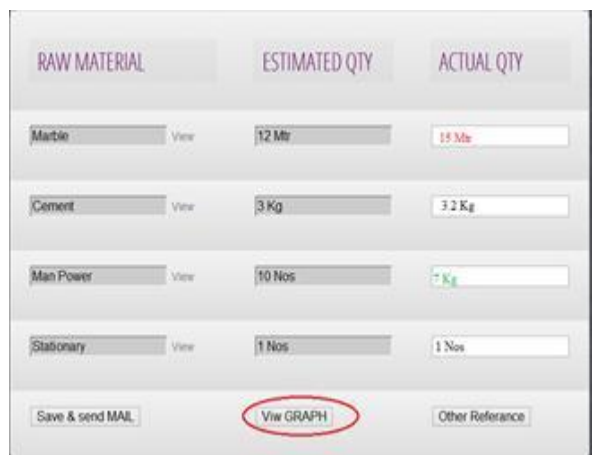 RAW MATERIAL ESTIMATED QTY ACTUAL QTY
Marble View 12 Mtr 15 Mtr
Cement View 3 Kg 3.2 Kg
Man Power View 10 Nos 7 Kg
Stationary View 1 Nos 1 Nos
Save & send MAIL Viw GRAPH Other Referance